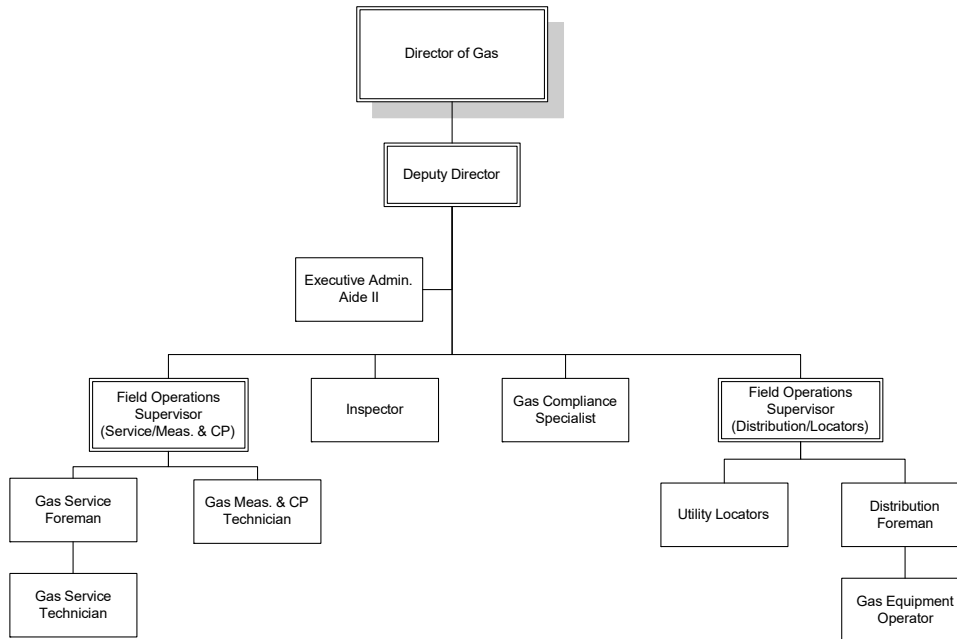 Director of Gas
Deputy Director
Executive Admin.
Aide II
Field Operations
Supervisor
(Service/Meas. & CP)
Inspector
Gas Compliance
Specialist
Field Operations
Supervisor
(Distribution/Locators)
Gas Service
Foreman
Gas Meas. & CP
Technician
Utility Locators
Distribution
Foreman
Gas Service
Technician
Gas Equipment
Operator